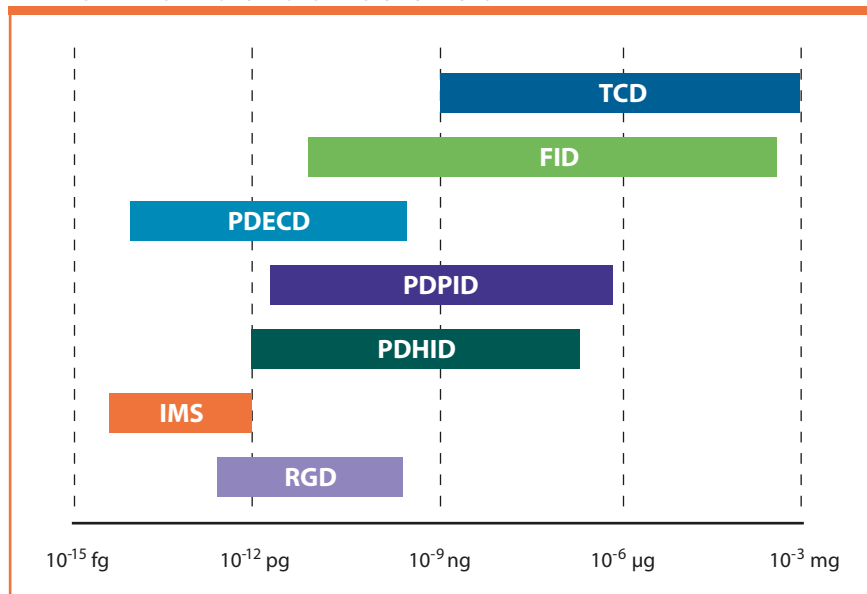 TCD
FID
PDECD
PDPID
PDHID
IMS
RGD
10⁻¹⁵ fg 10⁻¹² pg 10⁻⁹ ng 10⁻⁶ µg 10⁻³ mg